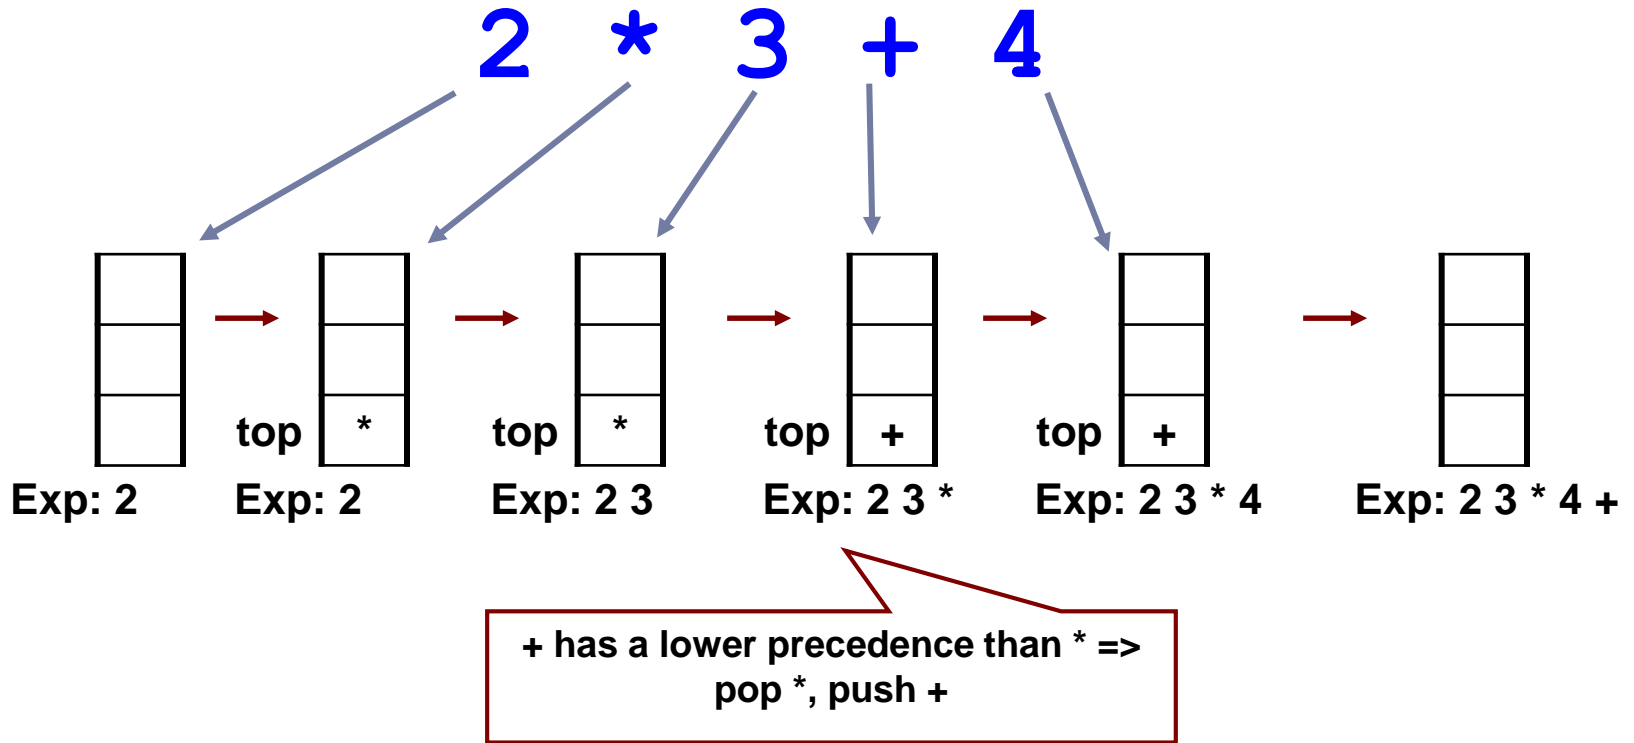 2 * 3 + 4
top * top * top + top +
Exp: 2 Exp: 2 Exp: 2 3 Exp: 2 3 * Exp: 2 3 * 4 Exp: 2 3 * 4 +
+ has a lower precedence than * =>
pop *, push +